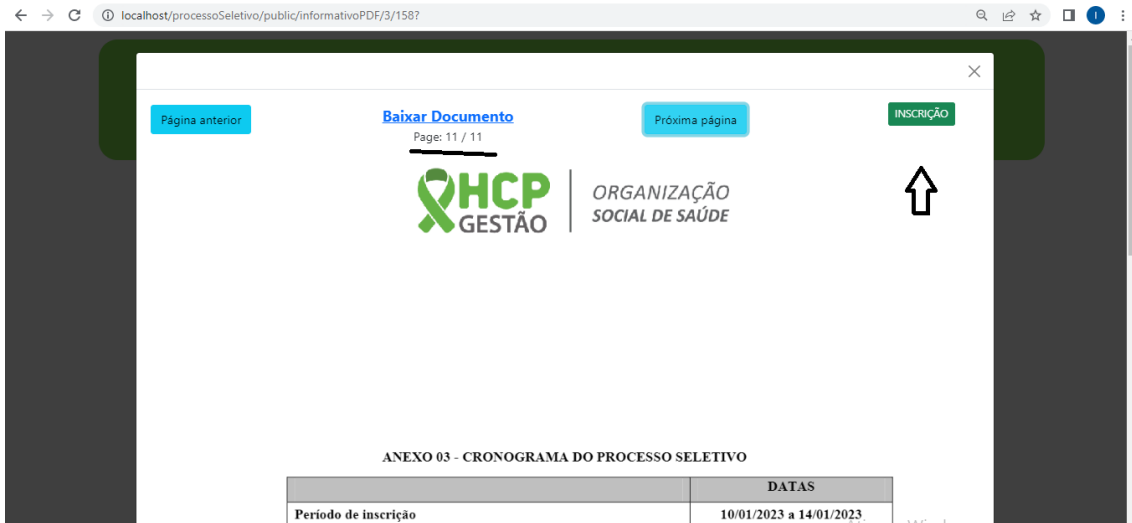 localhost/processoSeletivo/public/informativoPDF/3/158?
I
Página anterior
Baixar Documento
Próxima página
INSCRIÇÃO
Page: 11 / 11
HCP
GESTÃO
ORGANIZAÇÃO
SOCIAL DE SAÚDE
ANEXO 03 - CRONOGRAMA DO PROCESSO SELETIVO
DATAS
Período de inscrição
10/01/2023 a 14/01/2023